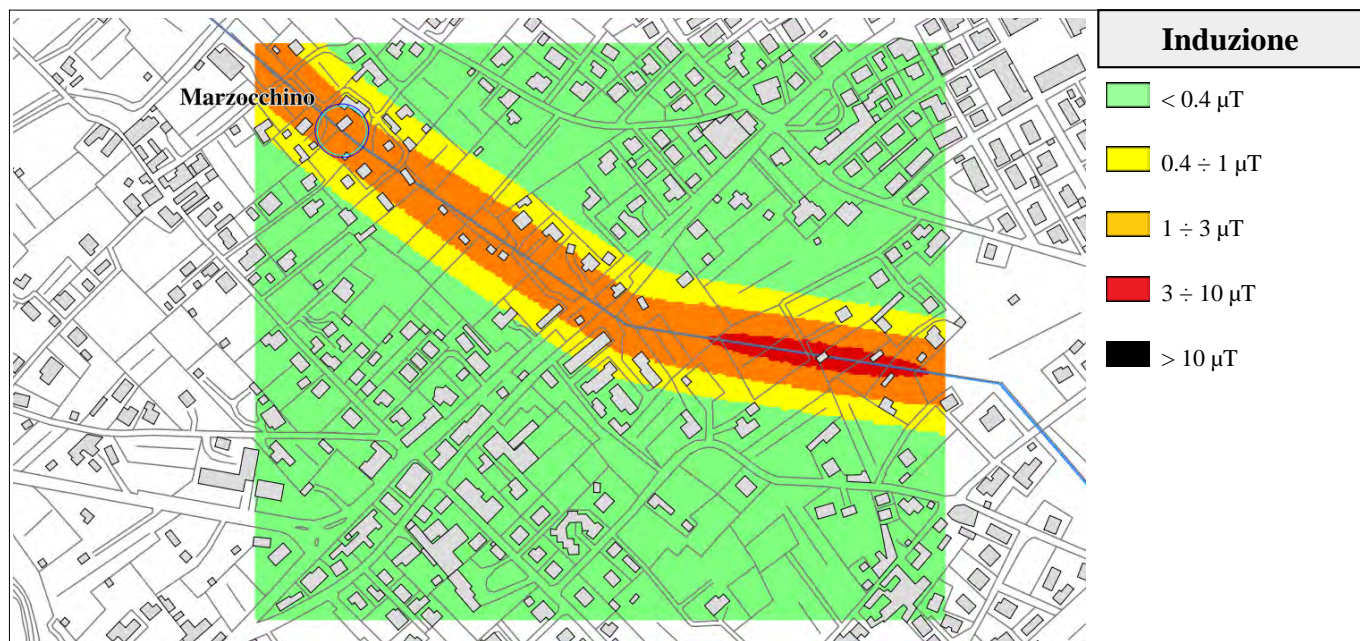 Marzocchino
Induzione
< 0.4 µT
0.4 ÷ 1 µT
1 ÷ 3 µT
3 ÷ 10 µT
> 10 µT